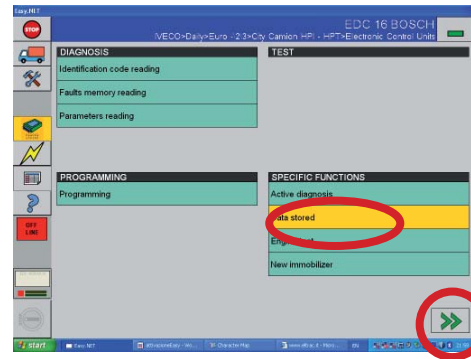 Easy.NET
STOP
EDC 16 BOSCH
IVECO>Daily>Euro -2:3>City Camion HPI - HPT>Electronic Control Units
DIAGNOSIS
Identification code reading
Faults memory reading
Parameters reading
TEST
PROGRAMMING
Programming
SPECIFIC FUNCTIONS
Active diagnosis
Data stored
New immobilizer
OFF
LINE
start
Easy.NET
Character Map
EN